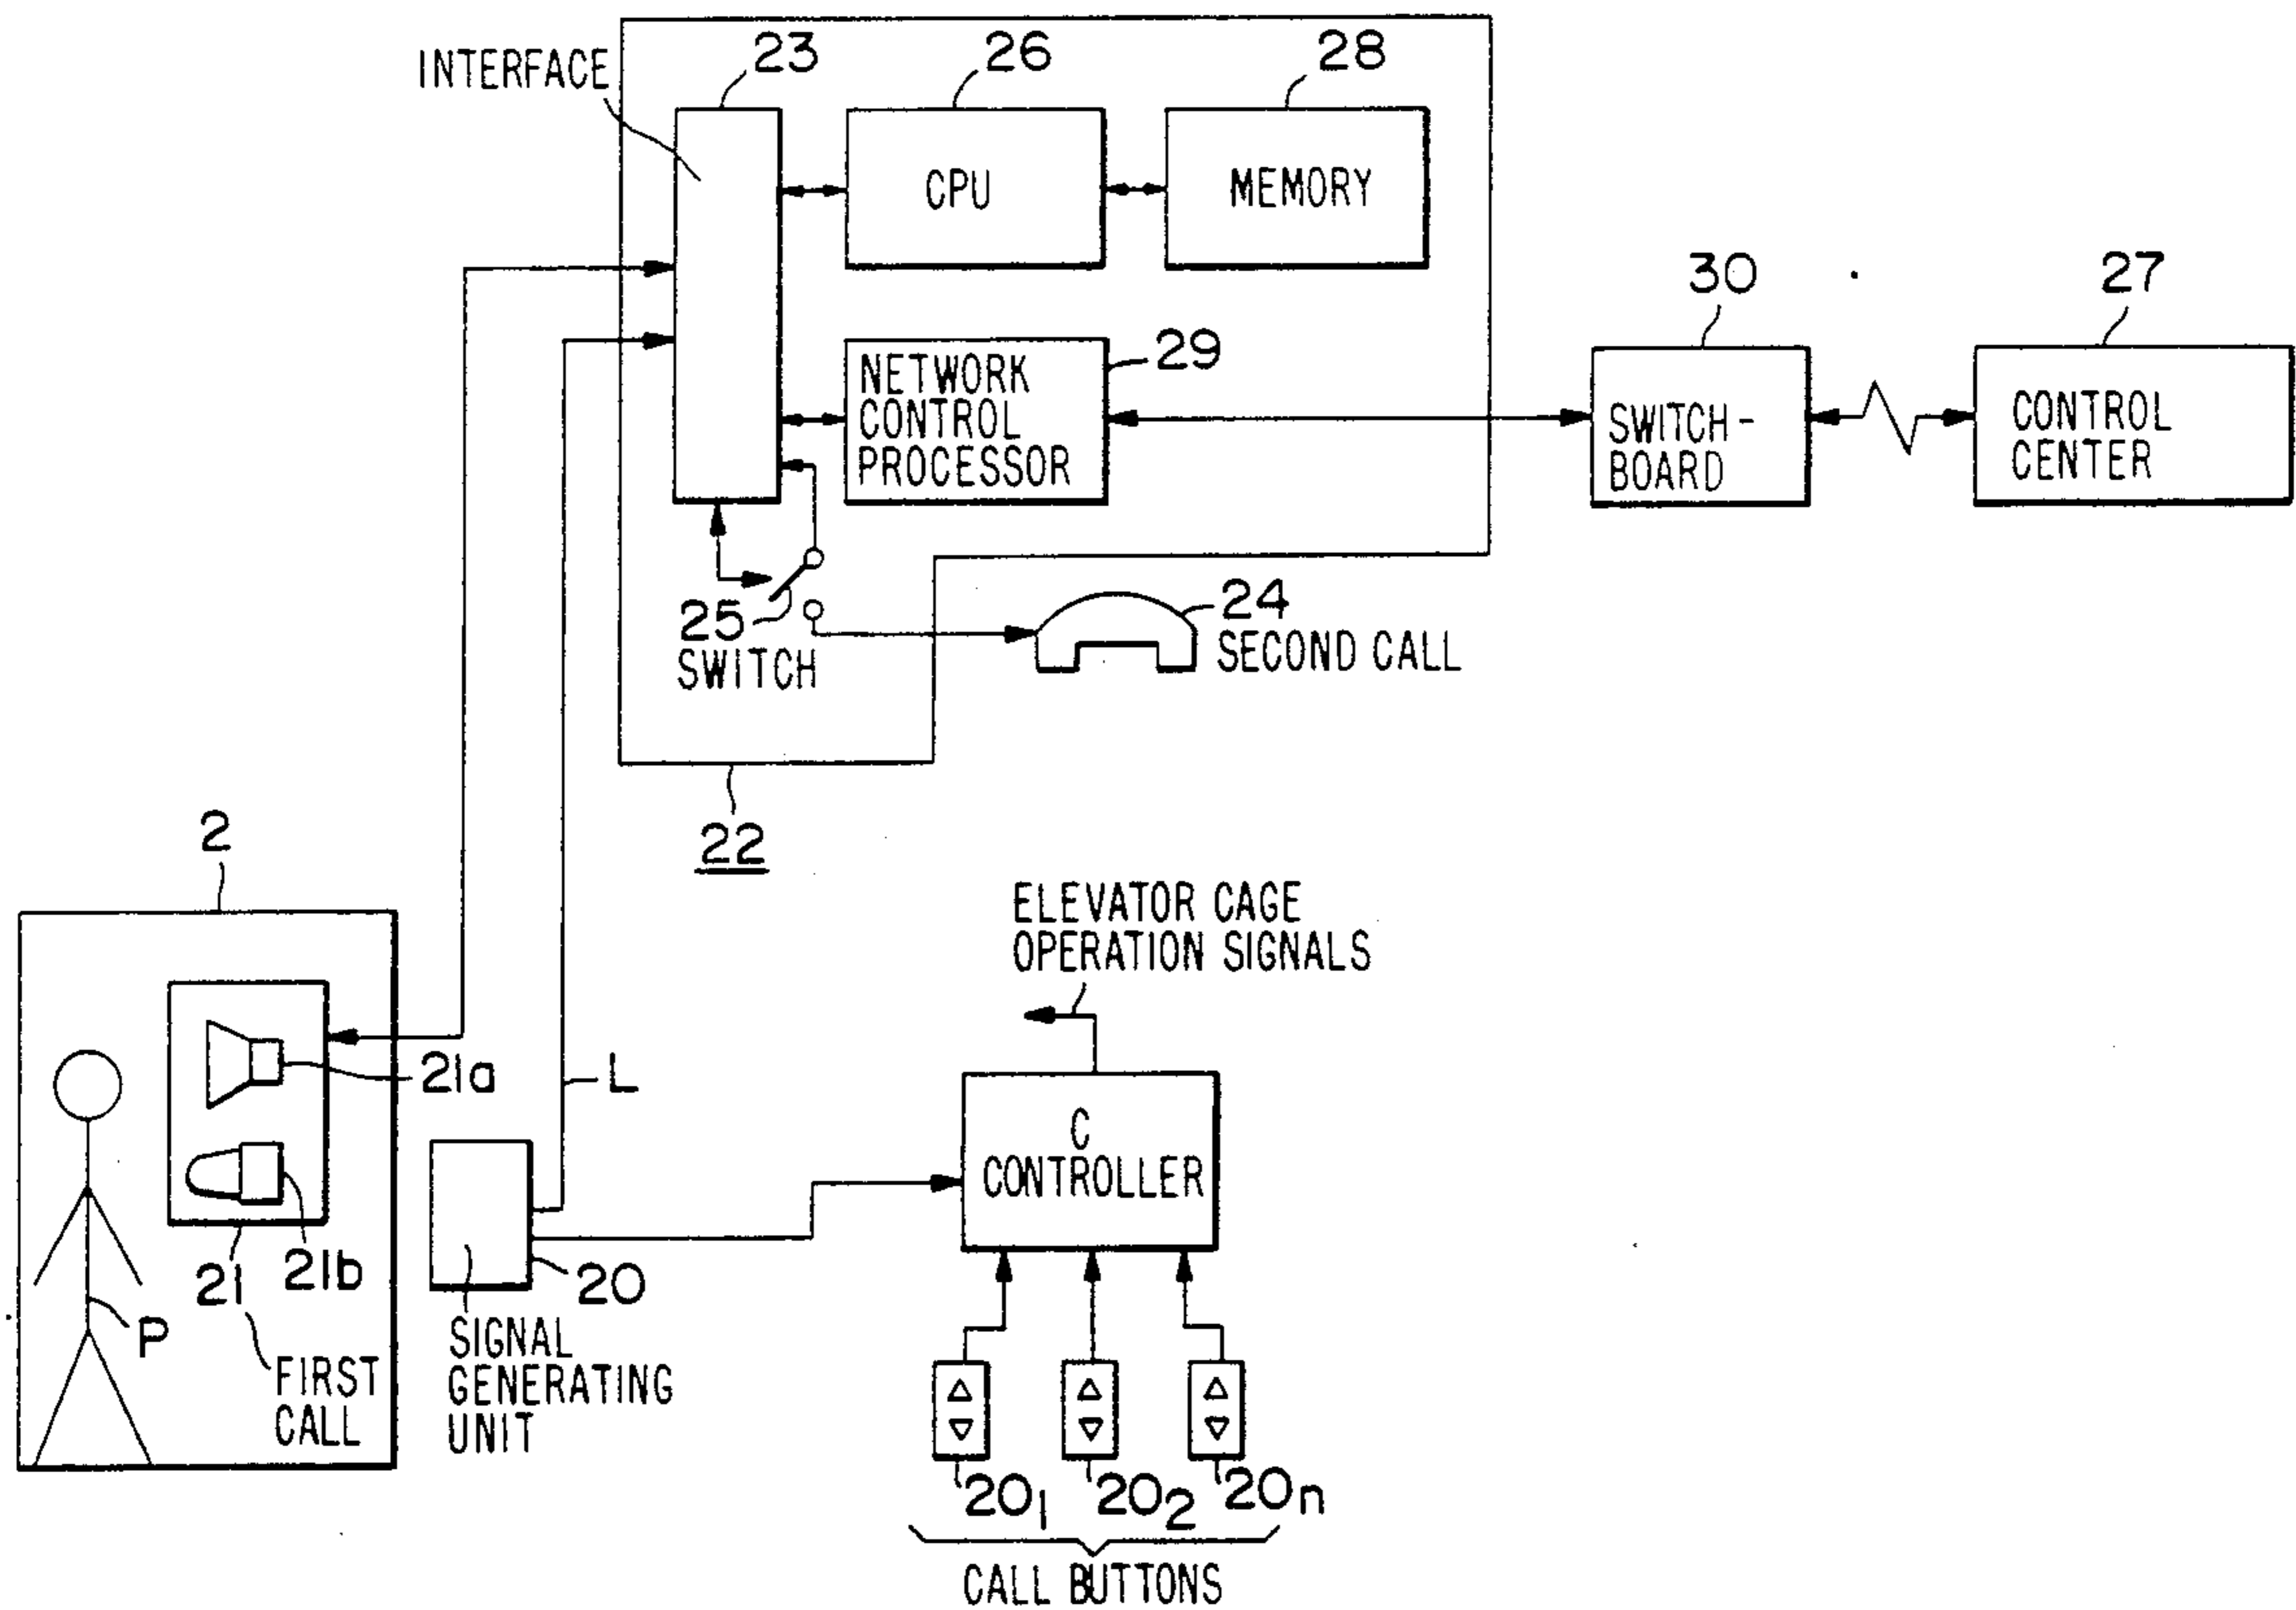 INTERFACE
23
26
28
CPU
MEMORY
30
27
29
NETWORK
CONTROL
PROCESSOR
SWITCH-
BOARD
CONTROL
CENTER
25
SWITCH
24
SECOND CALL
22
2
ELEVATOR CAGE
OPERATION SIGNALS
21a
L
C
CONTROLLER
21
21b
20
P
FIRST
CALL
SIGNAL
GENERATING
UNIT
201
202
20n
CALL BUTTONS